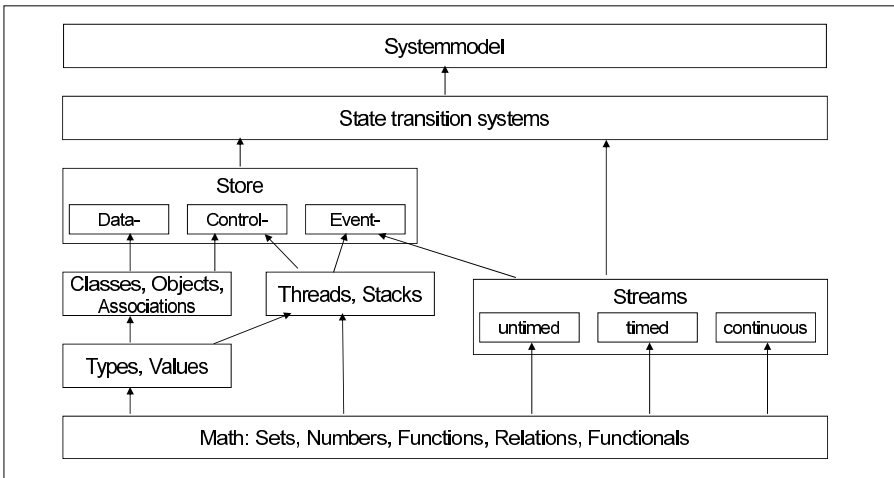 Systemmodel
State transition systems
Store
Data-
Control-
Event-
Classes, Objects,
Associations
Threads, Stacks
Streams
untimed
timed
continuous
Types, Values
Math: Sets, Numbers, Functions, Relations, Functionals